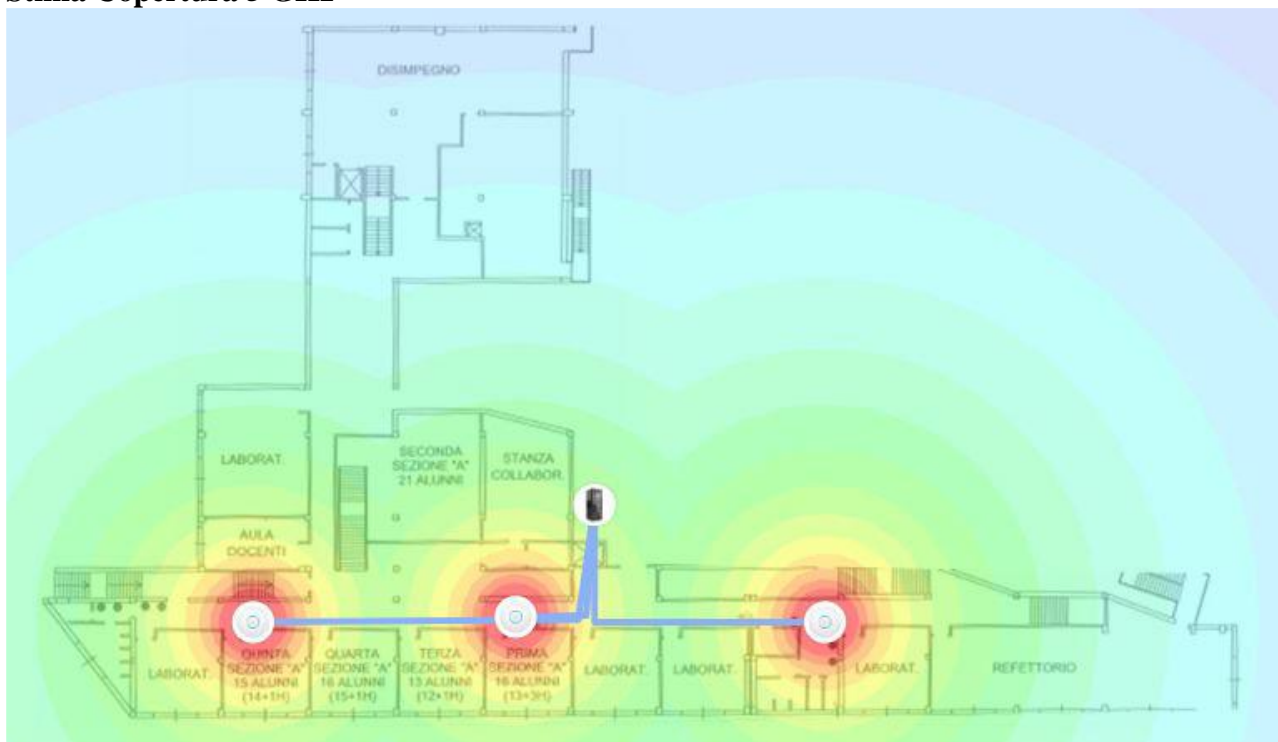 Stima Copertura 5 GHz
DISIMPEGNO
LABORAT.
SECONDA
SEZIONE "A"
21 ALUNNI
STANZA
COLLABOR.
AULA
DOCENTI
LABORAT.
QUINTA
SEZIONE "A"
15 ALUNNI
(14+1H)
QUARTA
SEZIONE "A"
16 ALUNNI
(15+1H)
TERZA
SEZIONE "A"
13 ALUNNI
(12+1H)
PRIMA
SEZIONE "A"
16 ALUNNI
(13+3H)
LABORAT.
LABORAT.
LABORAT.
REFETTORIO